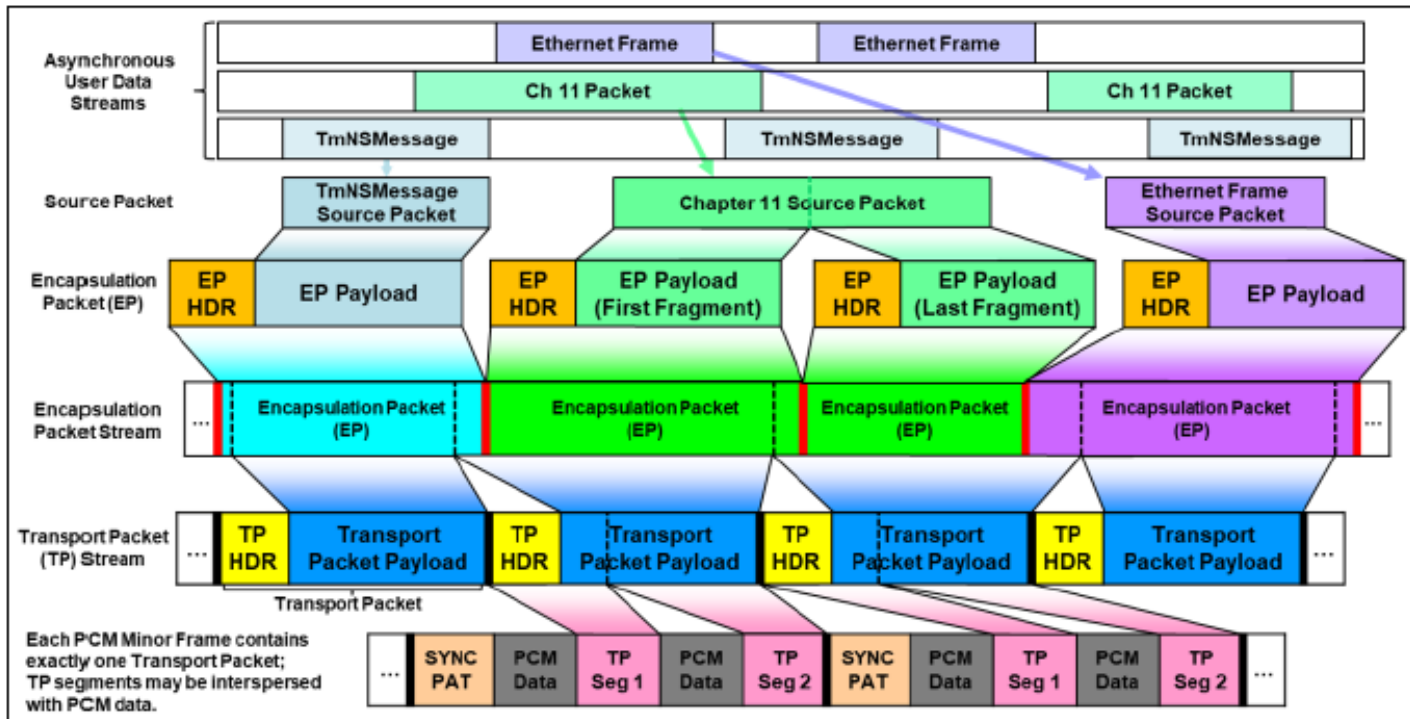 Asynchronous
User Data
Streams
Ethernet Frame
Ethernet Frame
Ch 11 Packet
Ch 11 Packet
TmNSMessage
TmNSMessage
TmNSMessage
Source Packet
TmNSMessage
Source Packet
Chapter 11 Source Packet
Ethernet Frame
Source Packet
Encapsulation
Packet (EP)
EP
HDR
EP Payload
EP
HDR
EP Payload
(First Fragment)
EP
HDR
EP Payload
(Last Fragment)
EP
HDR
EP Payload
Encapsulation
Packet Stream
...
Encapsulation Packet
(EP)
Encapsulation Packet
(EP)
Encapsulation Packet
(EP)
Encapsulation Packet
(EP)
...
Transport Packet
(TP) Stream
...
TP
HDR
Transport
Packet Payload
TP
HDR
Transport
Packet Payload
TP
HDR
Transport
Packet Payload
TP
HDR
Transport
Packet Payload
...
Transport Packet
Each PCM Minor Frame contains
exactly one Transport Packet;
TP segments may be interspersed
with PCM data.
...
SYNC
PAT
PCM
Data
TP
Seg 1
PCM
Data
TP
Seg 2
SYNC
PAT
PCM
Data
TP
Seg 1
PCM
Data
TP
Seg 2
...